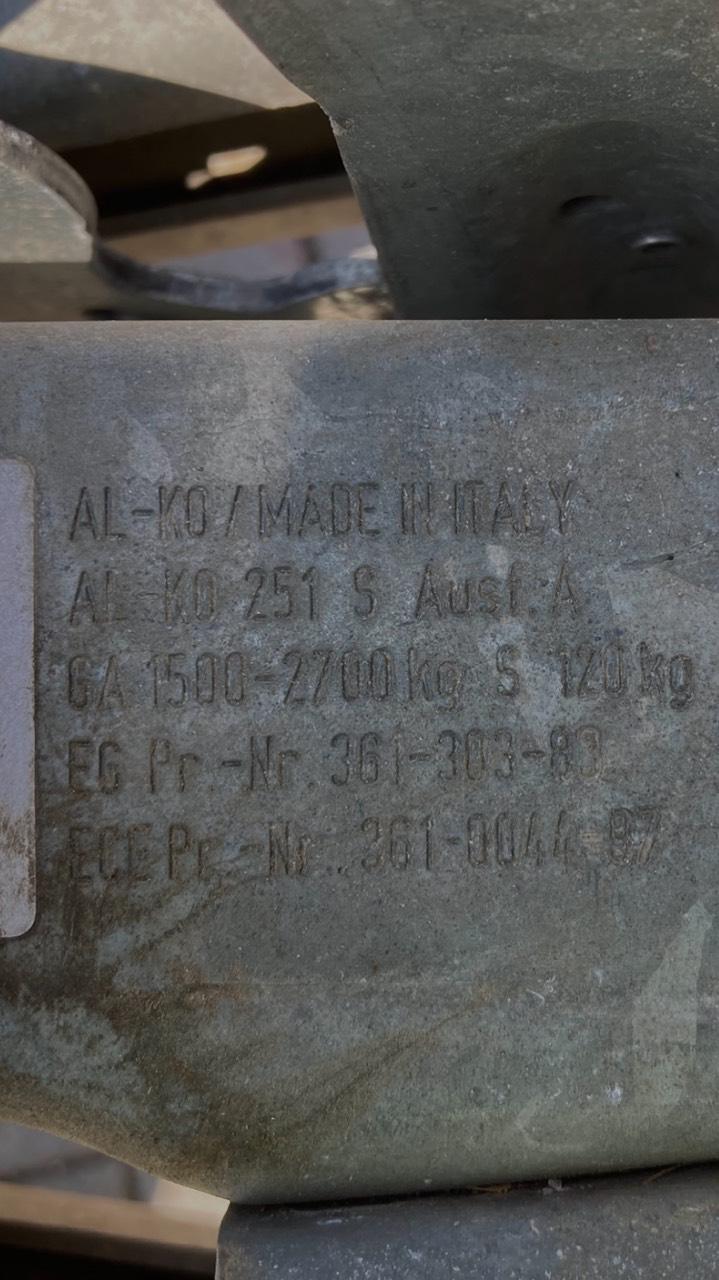 AL-KO / MADE IN ITALY
AL-KO 251 S Ausf. A
GA 1500-2700 kg S 120 kg
EG Pr.-Nr. 361-303-83
ECE Pr.-Nr.. 361-0044-87